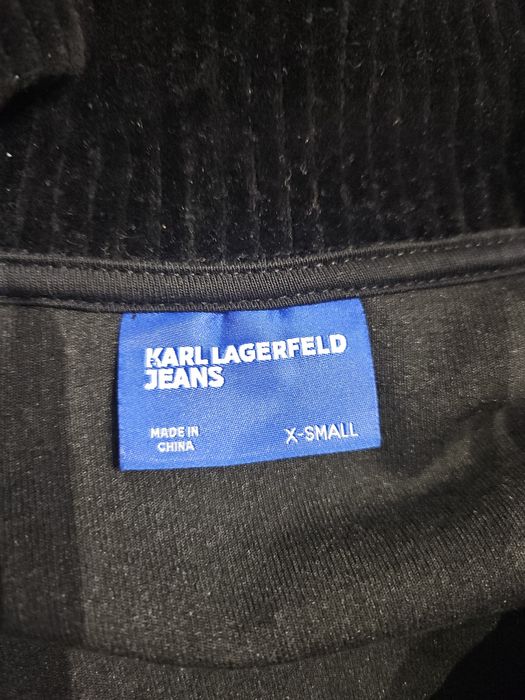 KARL LAGERFELD
JEANS
MADE IN
CHINA
X-SMALL